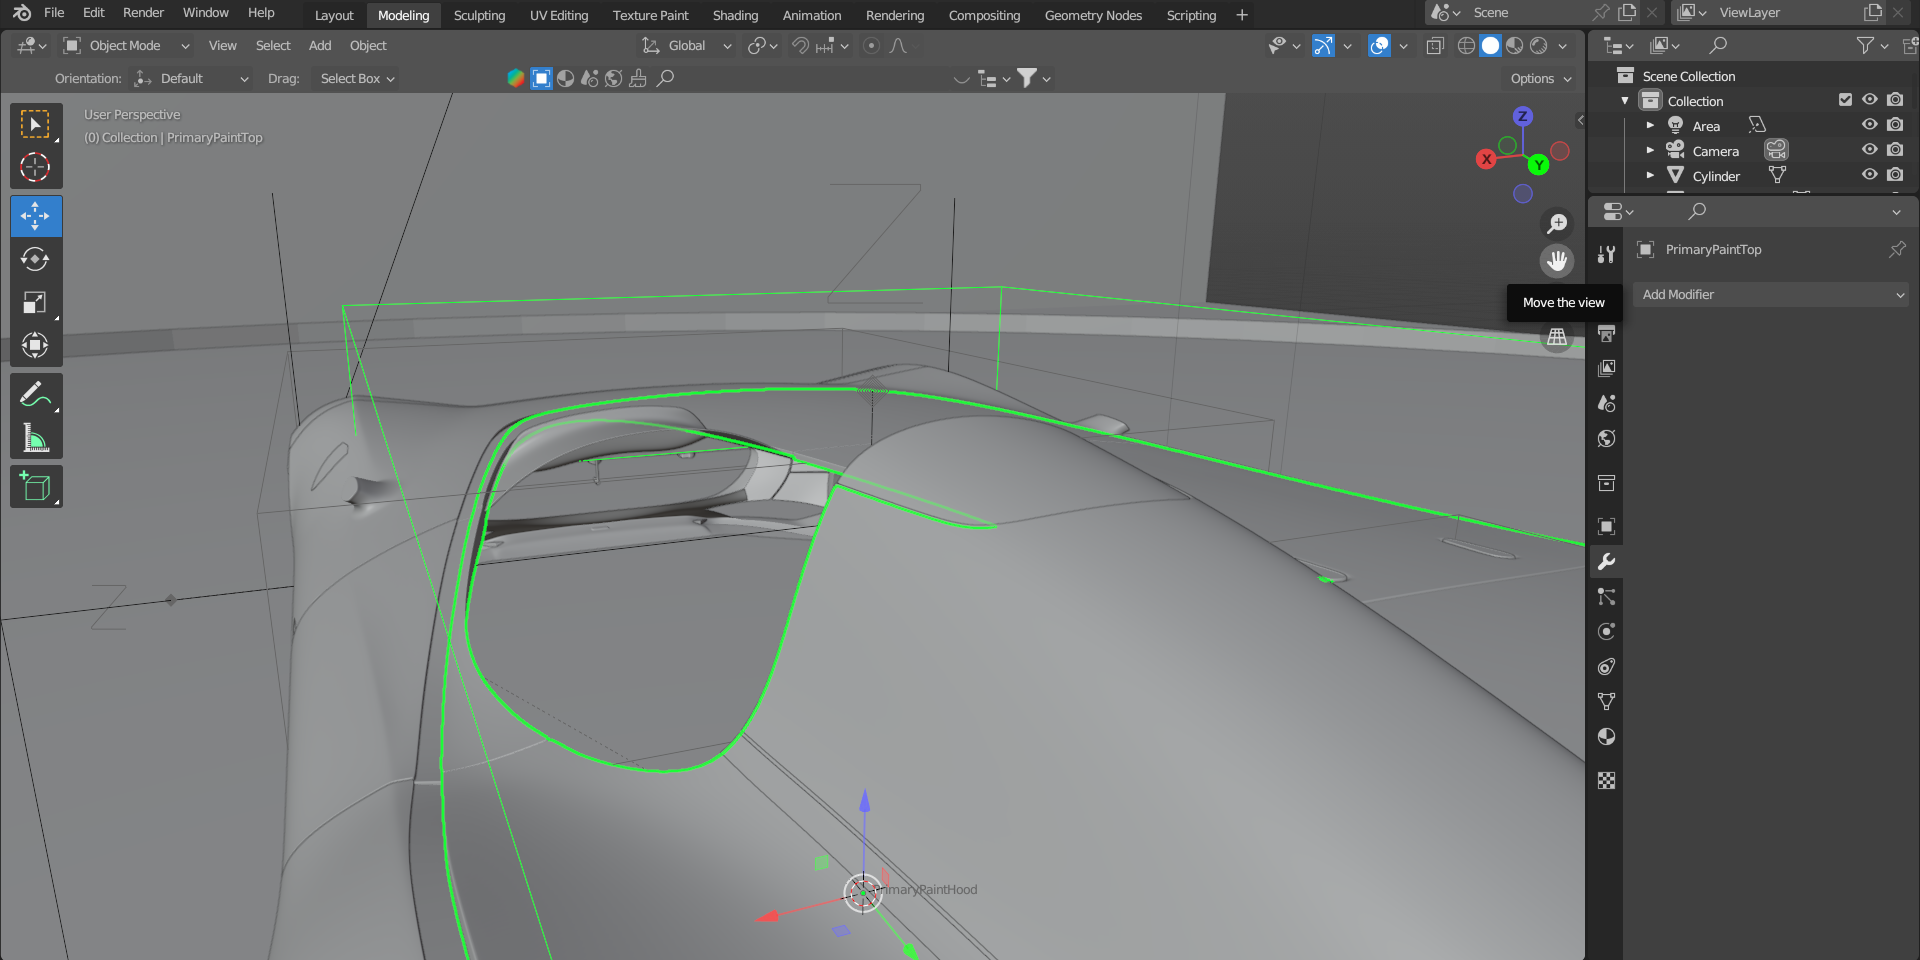 File Edit Render Window Help Layout Modeling Sculpting UV Editing Texture Paint Shading Animation Rendering Compositing Geometry Nodes Scripting + Scene ViewLayer
Object Mode View Select Add Object Global
Orientation: Default Drag: Select Box Options
User Perspective
(0) Collection | PrimaryPaintTop
Scene Collection
Collection
Area
Camera
Cylinder
Z
X
Y
PrimaryPaintTop
Add Modifier
Move the view
PrimaryPaintHood